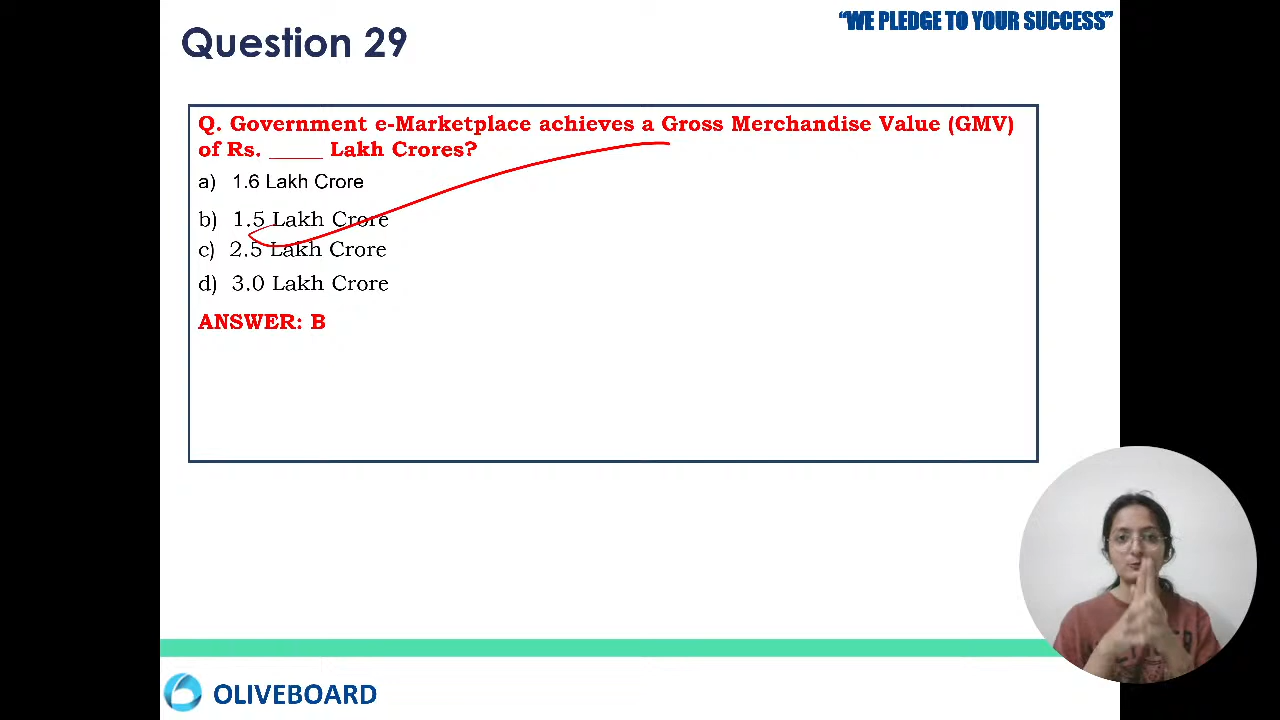 "WE PLEDGE TO YOUR SUCCESS"
Question 29
Q. Government e-Marketplace achieves a Gross Merchandise Value (GMV)
of Rs. _____ Lakh Crores?
a) 1.6 Lakh Crore
b) 1.5 Lakh Crore
c) 2.5 Lakh Crore
d) 3.0 Lakh Crore
ANSWER: B
OLIVEBOARD